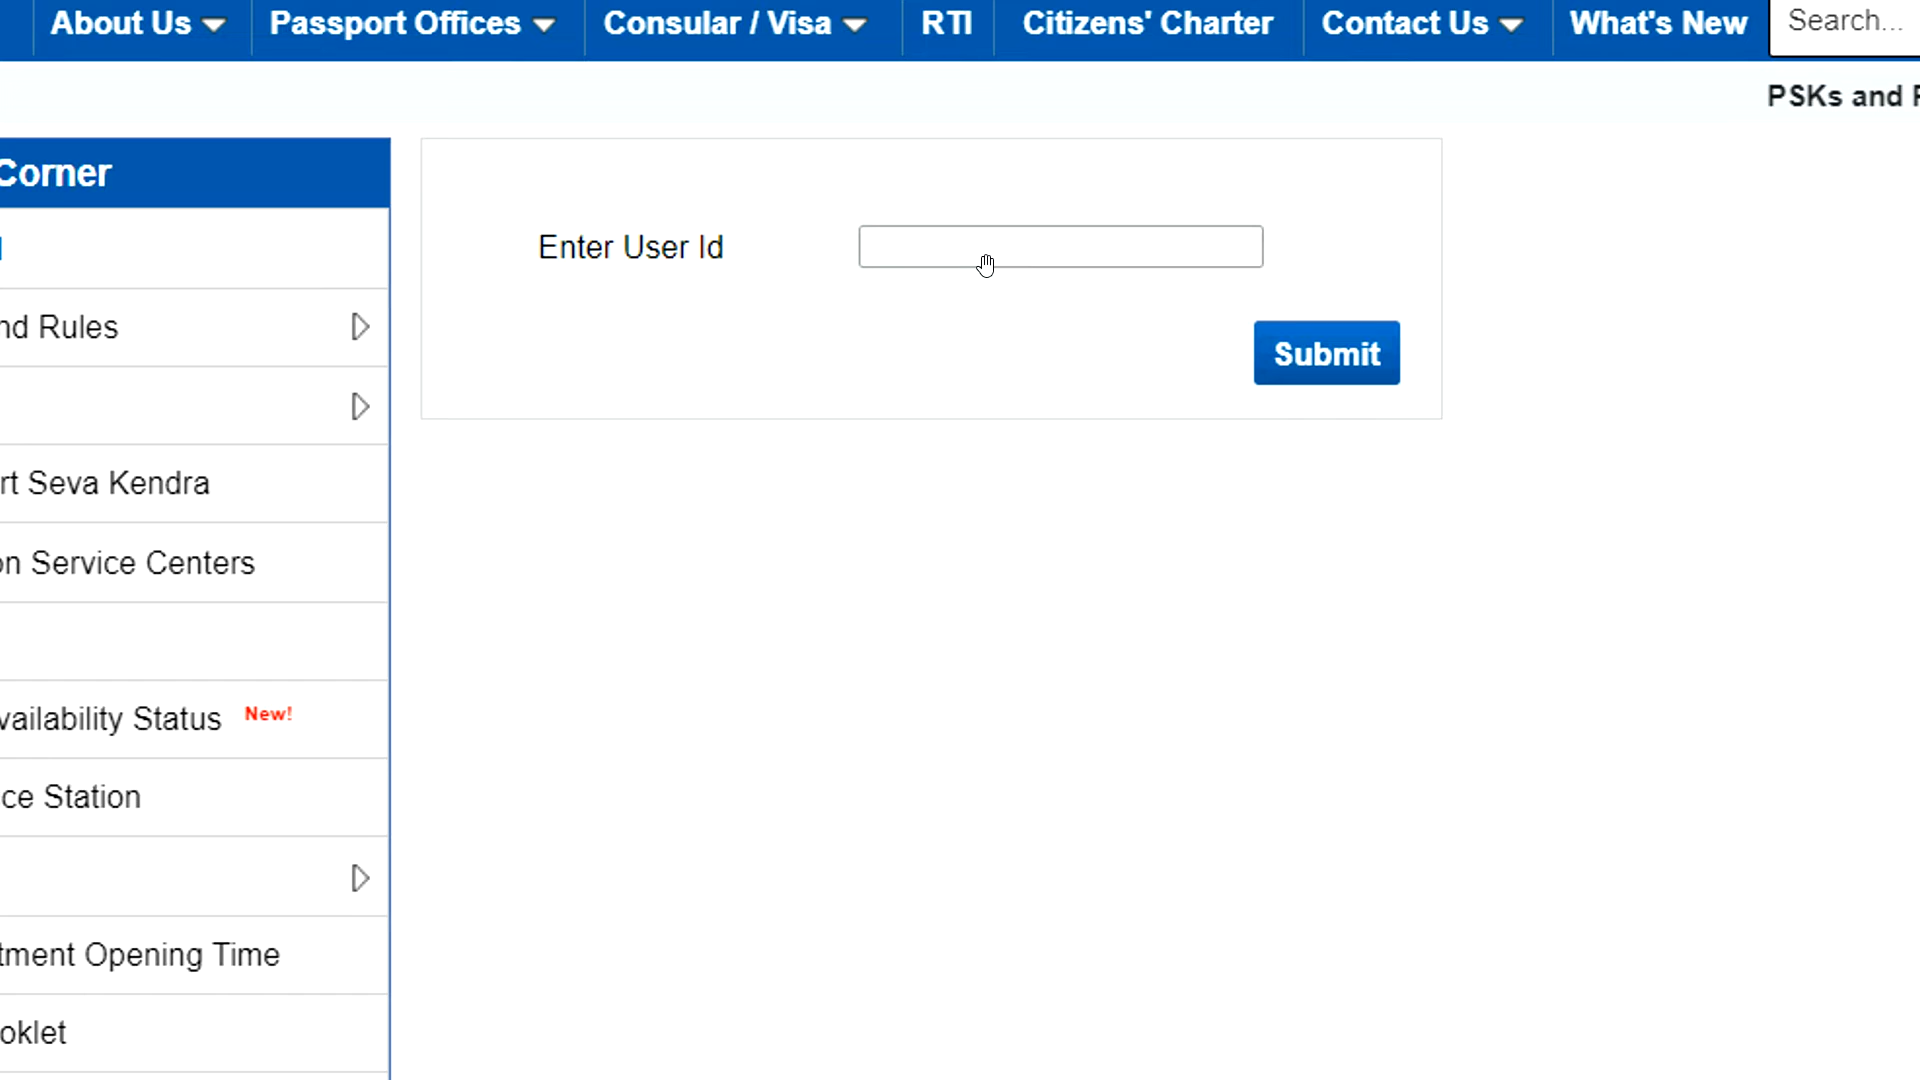 About Us Passport Offices Consular / Visa RTI Citizens' Charter Contact Us What's New Search...
PSKs and
Corner
Enter User Id
nd Rules
Submit
rt Seva Kendra
on Service Centers
vailability Status New!
ce Station
tment Opening Time
oklet